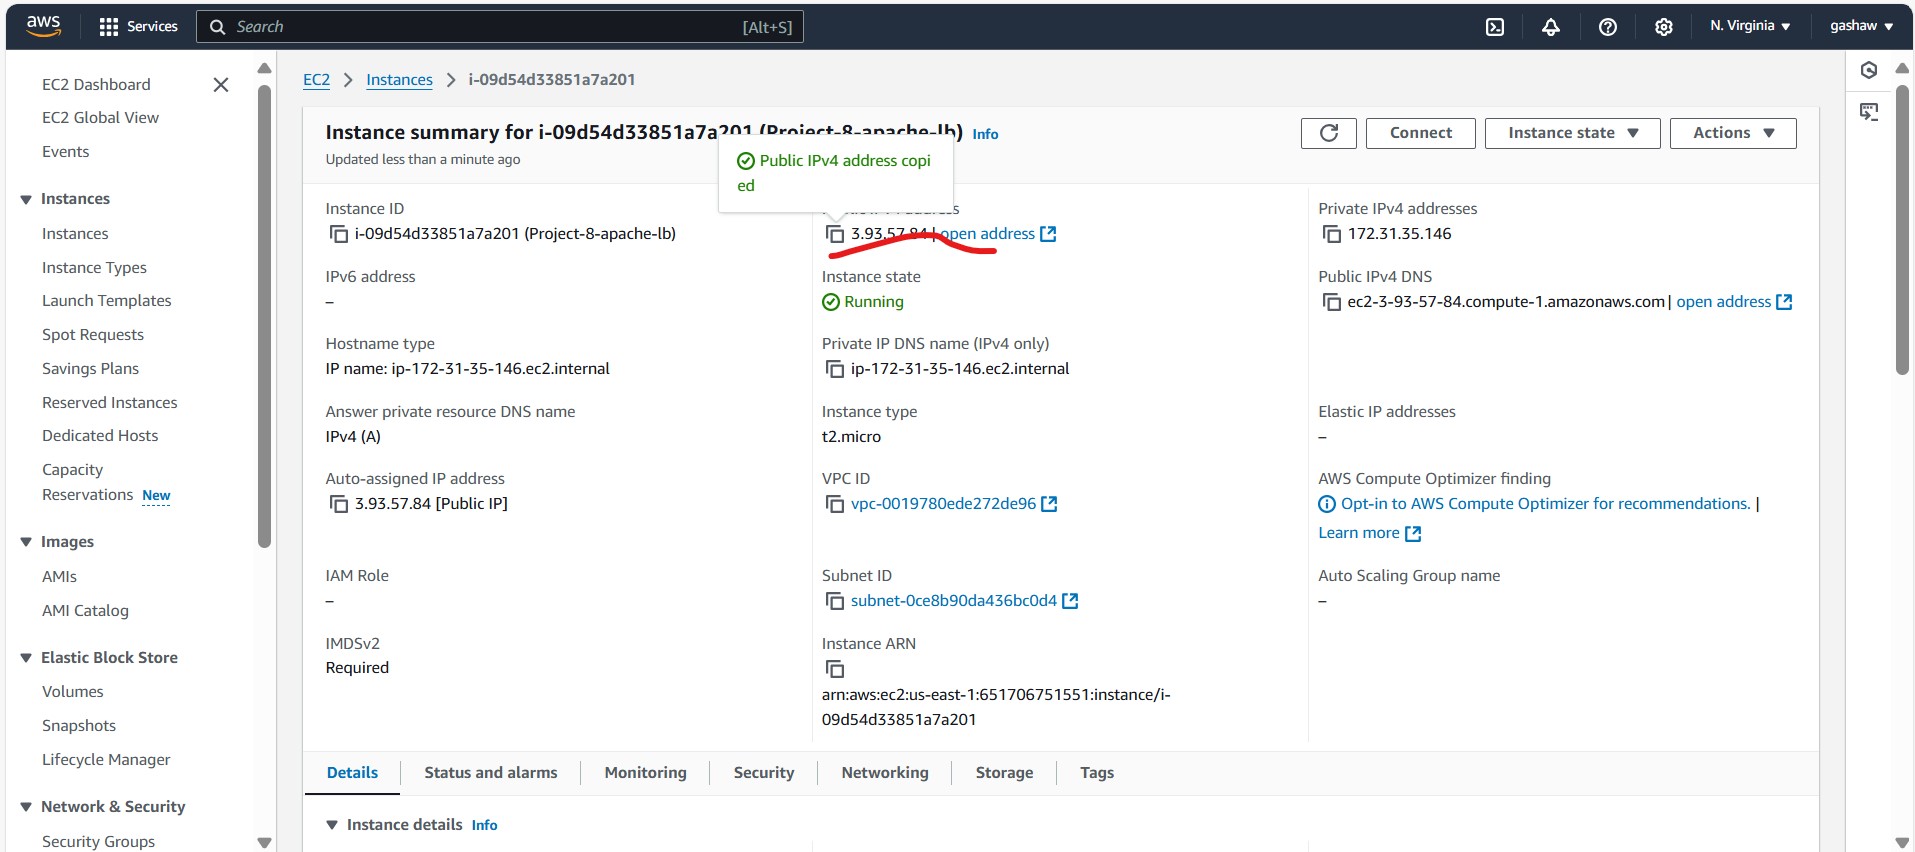 aws Services Search [Alt+S] N. Virginia gashaw
EC2 Dashboard
EC2 Global View
Events
Instances
Instances
Instance Types
Launch Templates
Spot Requests
Savings Plans
Reserved Instances
Dedicated Hosts
Capacity
Reservations New
Images
AMIs
AMI Catalog
Elastic Block Store
Volumes
Snapshots
Lifecycle Manager
Network & Security
Security Groups
EC2 Instances i-09d54d33851a7a201
Instance summary for i-09d54d33851a7a201 (Project-8-apache-lb) Info
Updated less than a minute ago
Connect Instance state Actions
Public IPv4 address copi
ed
Instance ID
i-09d54d33851a7a201 (Project-8-apache-lb)
3.93.57.84 | open address
Private IPv4 addresses
172.31.35.146
IPv6 address
–
Instance state
Running
Public IPv4 DNS
ec2-3-93-57-84.compute-1.amazonaws.com | open address
Hostname type
IP name: ip-172-31-35-146.ec2.internal
Private IP DNS name (IPv4 only)
ip-172-31-35-146.ec2.internal
Answer private resource DNS name
IPv4 (A)
Instance type
t2.micro
Elastic IP addresses
–
Auto-assigned IP address
3.93.57.84 [Public IP]
VPC ID
vpc-0019780ede272de96
AWS Compute Optimizer finding
Opt-in to AWS Compute Optimizer for recommendations. |
Learn more
IAM Role
–
Subnet ID
subnet-0ce8b90da436bc0d4
Auto Scaling Group name
–
IMDSv2
Required
Instance ARN
arn:aws:ec2:us-east-1:651706751551:instance/i-
09d54d33851a7a201
Details Status and alarms Monitoring Security Networking Storage Tags
Instance details Info